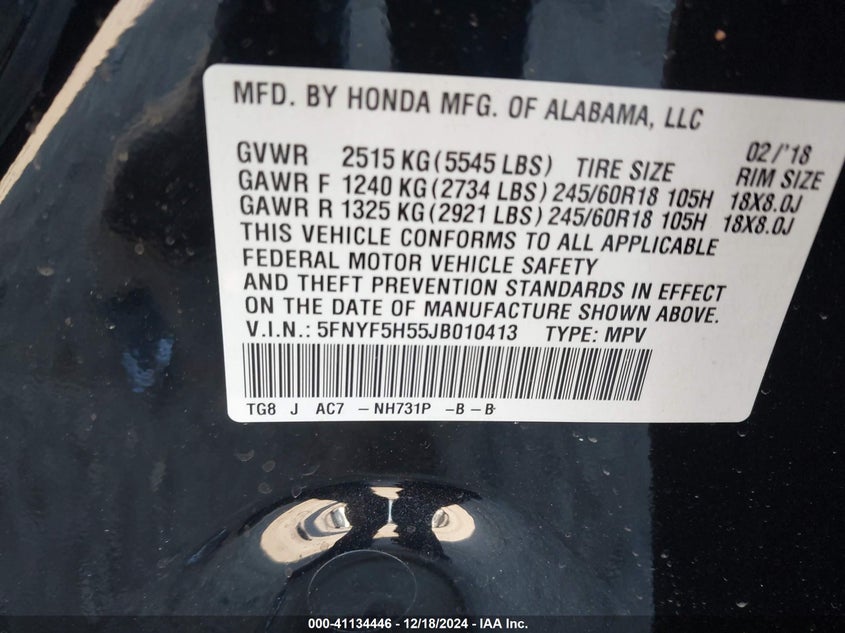 MFD. BY HONDA MFG. OF ALABAMA, LLC
02/'18
GVWR 2515 KG (5545 LBS) TIRE SIZE RIM SIZE
GAWR F 1240 KG (2734 LBS) 245/60R18 105H 18X8.0J
GAWR R 1325 KG (2921 LBS) 245/60R18 105H 18X8.0J
THIS VEHICLE CONFORMS TO ALL APPLICABLE
FEDERAL MOTOR VEHICLE SAFETY
AND THEFT PREVENTION STANDARDS IN EFFECT
ON THE DATE OF MANUFACTURE SHOWN ABOVE.
V.I.N.: 5FNYF5H55JB010413 TYPE: MPV
TG8 J AC7 - NH731P - B - B
000-41134446 - 12/18/2024 - IAA Inc.